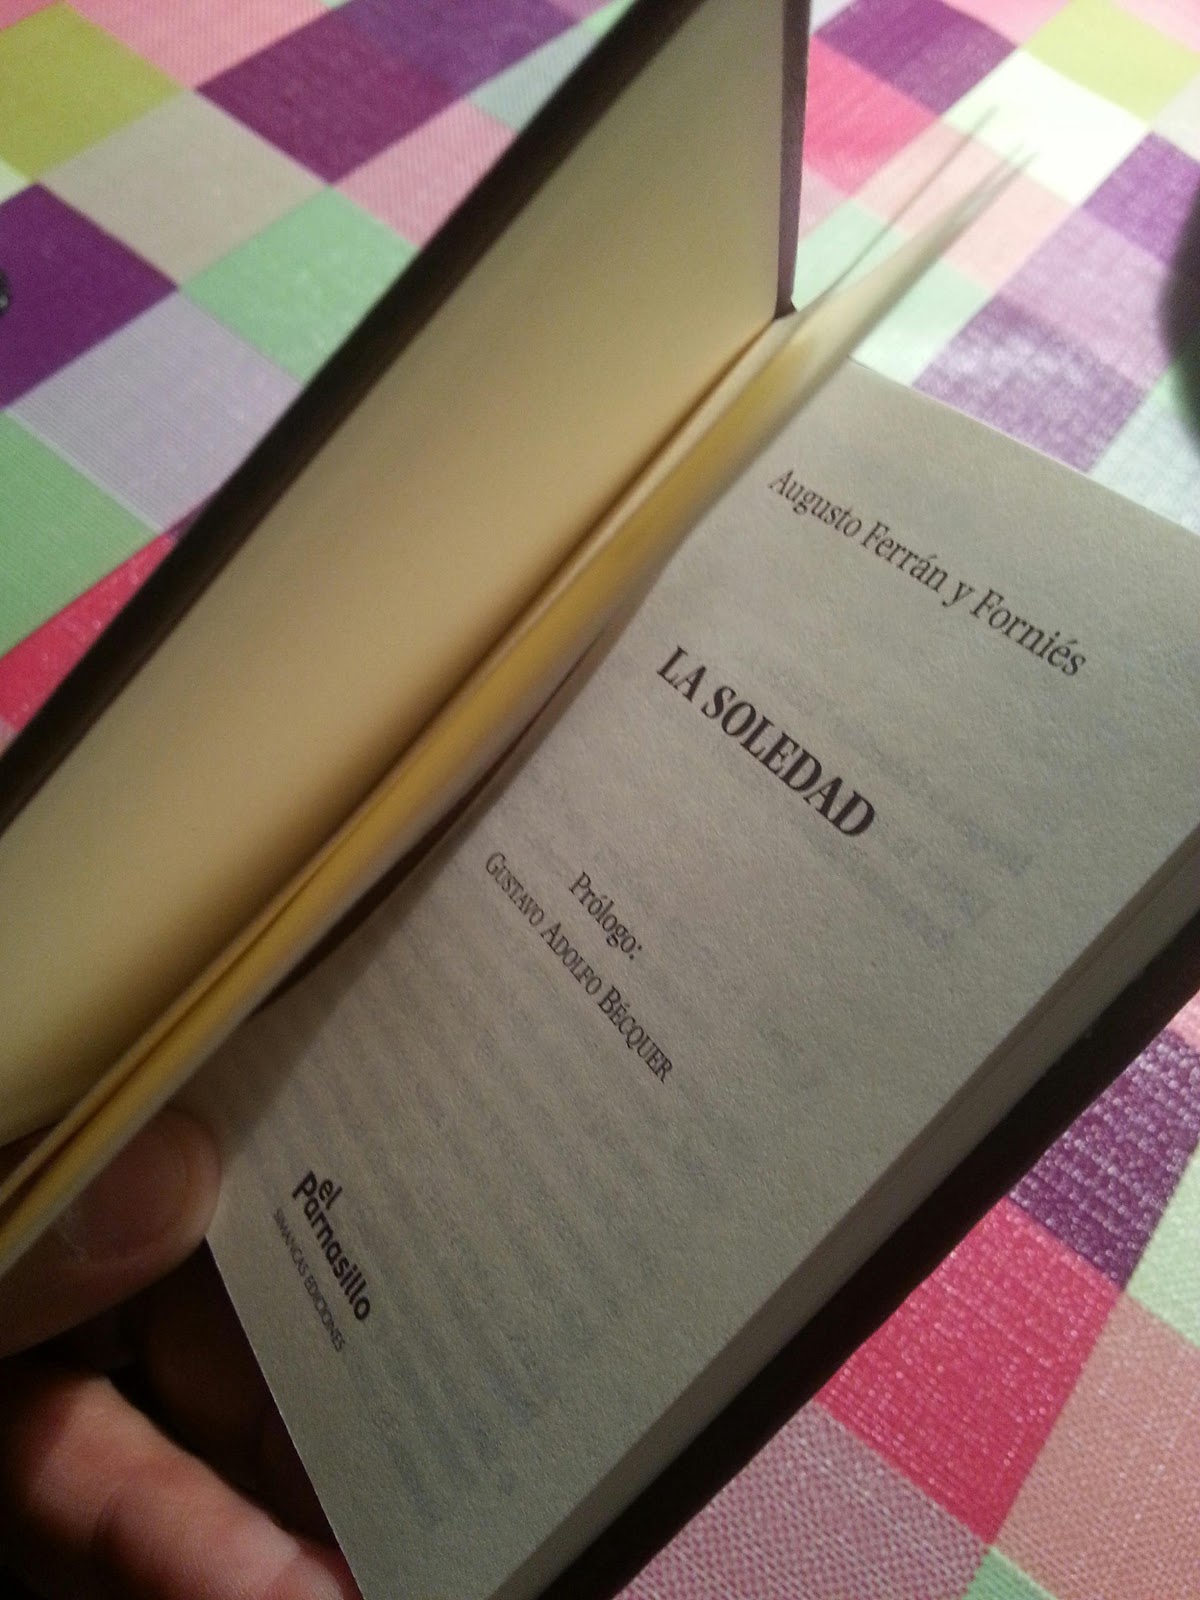 Augusto Ferrán y Forniés
LA SOLEDAD
Prólogo:
GUSTAVO ADOLFO BÉCQUER
el
Parnasillo
SIMANCAS EDICIONES